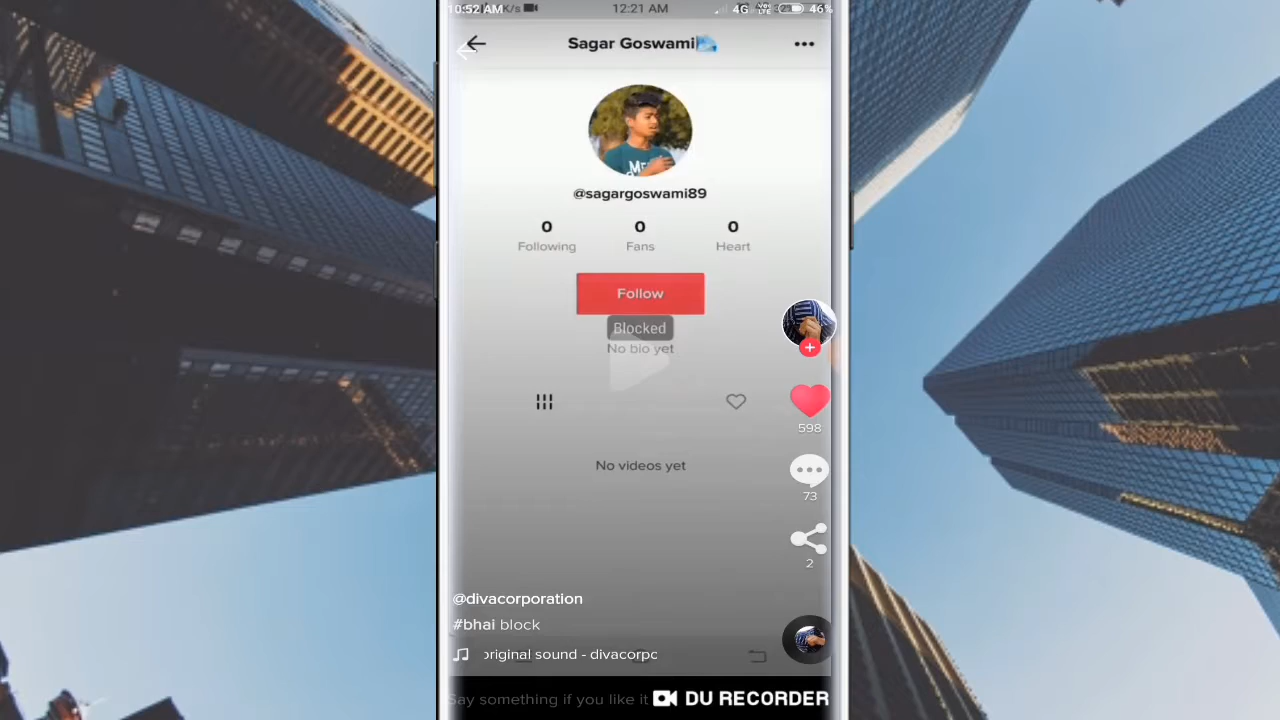 10:52 AM K/s 12:21 AM 4G VoLTE 46%
Sagar Goswami
@sagargoswami89
0 0 0
Following Fans Heart
Follow
Blocked
No bio yet
598
No videos yet
73
2
@divacorporation
#bhai block
original sound - divacorpc
Say something if you like it DU RECORDER